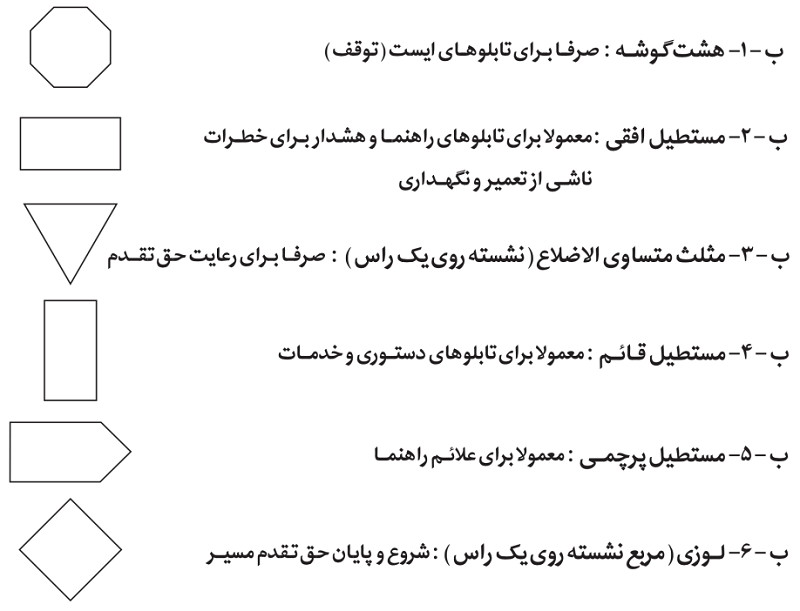 ب-۱- هشت گوشه : صرفا برای تابلوهای ایست (توقف)
ب-۲- مستطیل افقی : معمولا برای تابلوهای راهنما و هشدار برای خطرات
ناشی از تعمیر و نگهداری
ب-۳- مثلث متساوی الاضلاع (نشسته روی یک راس) : صرفا برای رعایت حق تقدم
ب-۴- مستطیل قائم : معمولا برای تابلوهای دستوری و خدمات
ب-۵- مستطیل پرچمی : معمولا برای علائم راهنما
ب-۶- لوزی (مربع نشسته روی یک راس) : شروع و پایان حق تقدم مسیر